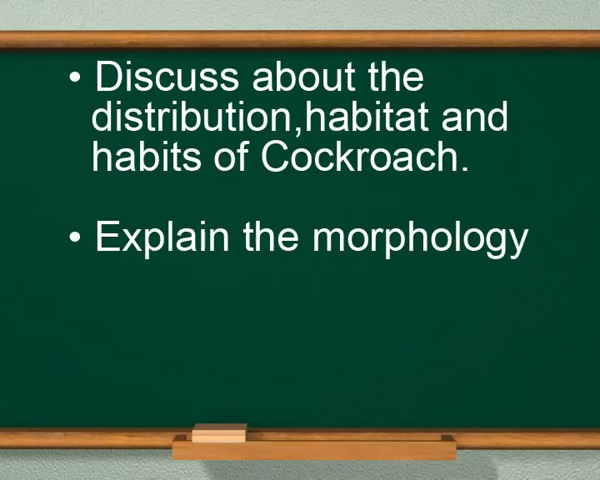 • Discuss about the
distribution,habitat and
habits of Cockroach.
• Explain the morphology